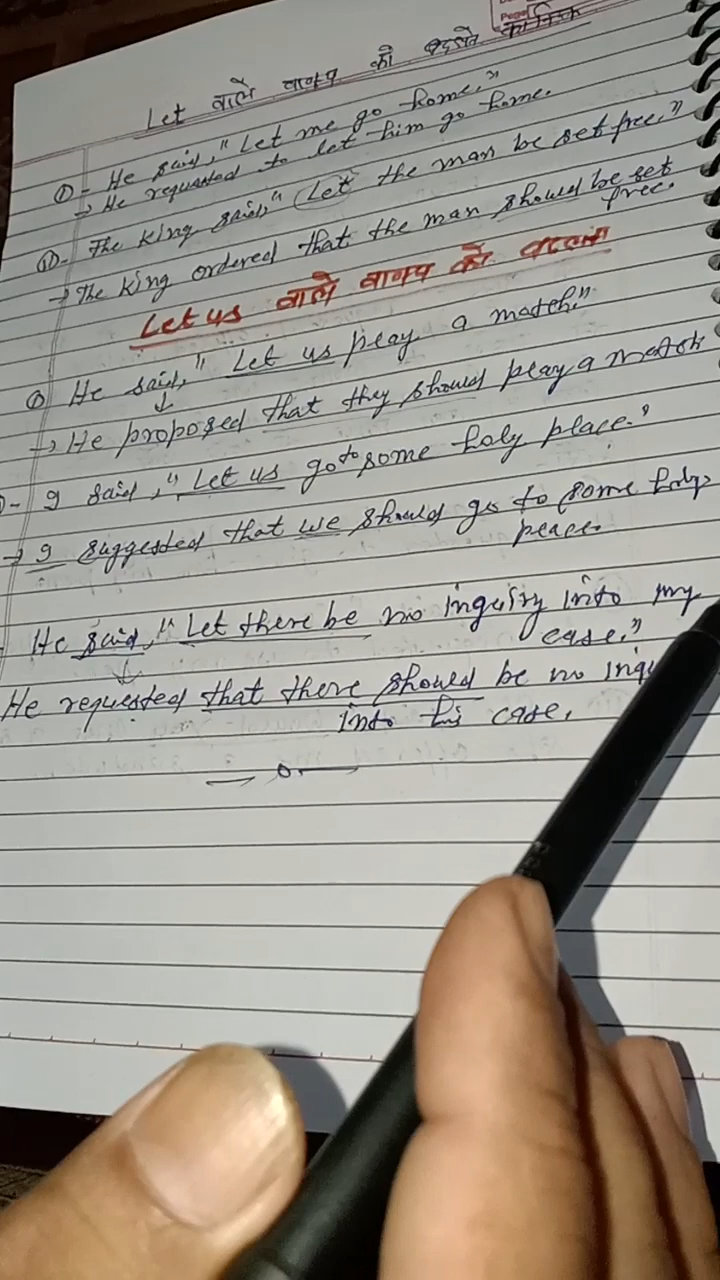 Page
Let वाले वाक्य को बदलने का नियम
① - He said, "Let me go home."
→ He requested to let him go home.
② - The King said, "Let the man be set free."
→ The King ordered that the man should be set
free.
Let us वाले वाक्य को बदलना
① He said, "Let us play a match."
→ He proposed that they should play a match
- I said, "Let us go to some holy place."
→ I suggested that we should go to some holy
place.
- He said, "Let there be no inquiry into my
case."
He requested that there should be no inqu
into his case.